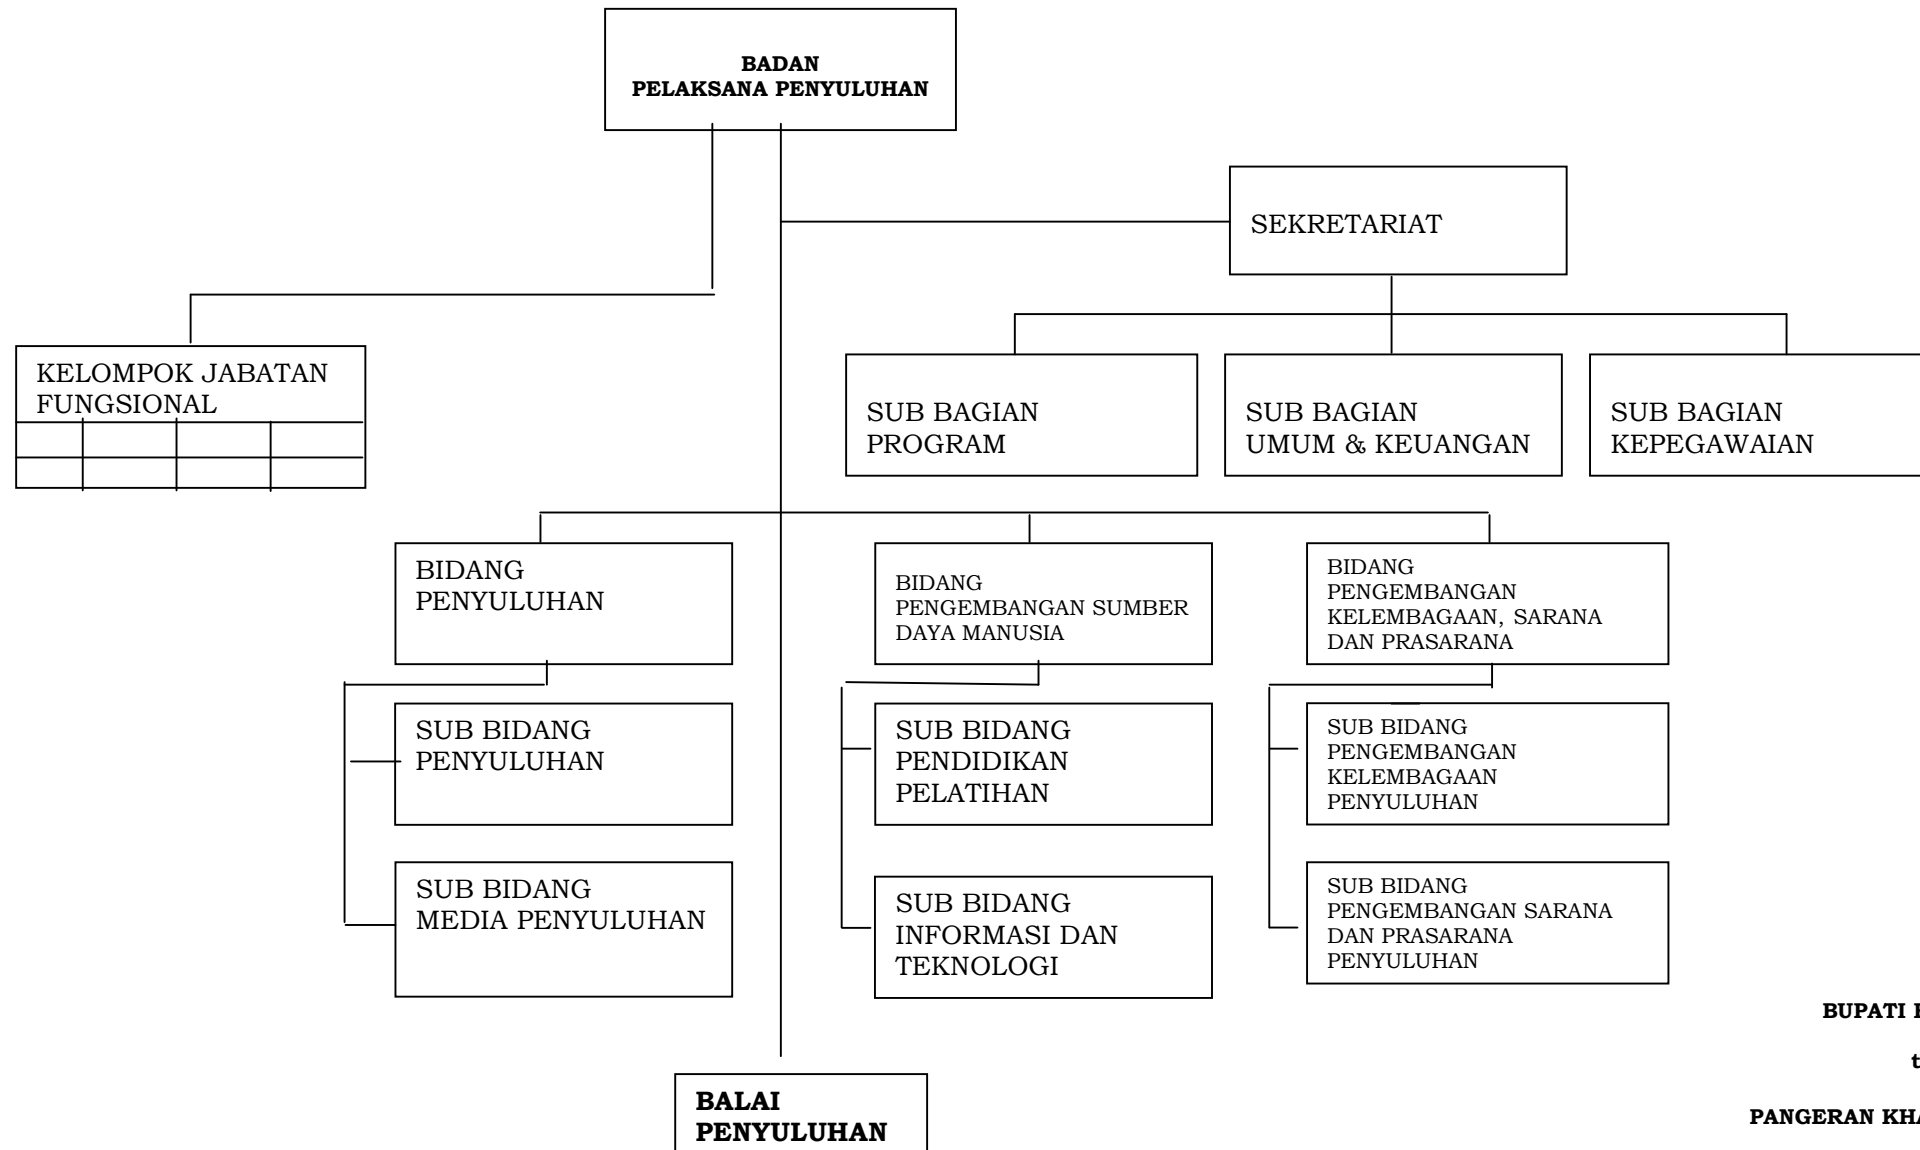 BADAN
PELAKSANA PENYULUHAN
SEKRETARIAT
KELOMPOK JABATAN
FUNGSIONAL
SUB BAGIAN
PROGRAM
SUB BAGIAN
UMUM & KEUANGAN
SUB BAGIAN
KEPEGAWAIAN
BIDANG
PENYULUHAN
BIDANG
PENGEMBANGAN SUMBER
DAYA MANUSIA
BIDANG
PENGEMBANGAN
KELEMBAGAAN, SARANA
DAN PRASARANA
SUB BIDANG
PENYULUHAN
SUB BIDANG
PENDIDIKAN
PELATIHAN
SUB BIDANG
PENGEMBANGAN
KELEMBAGAAN
PENYULUHAN
SUB BIDANG
MEDIA PENYULUHAN
SUB BIDANG
INFORMASI DAN
TEKNOLOGI
SUB BIDANG
PENGEMBANGAN SARANA
DAN PRASARANA
PENYULUHAN
BUPATI
PANGERAN
BALAI
PENYULUHAN